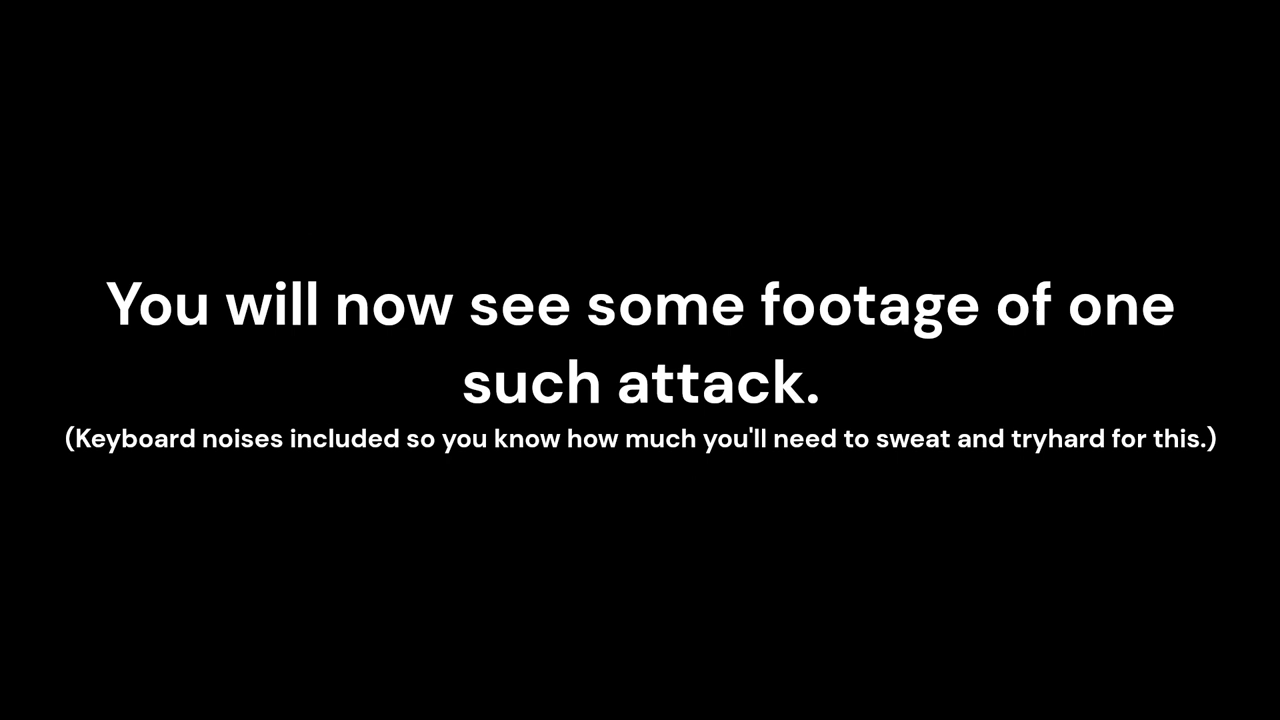 You will now see some footage of one
such attack.
(Keyboard noises included so you know how much you'll need to sweat and tryhard for this.)